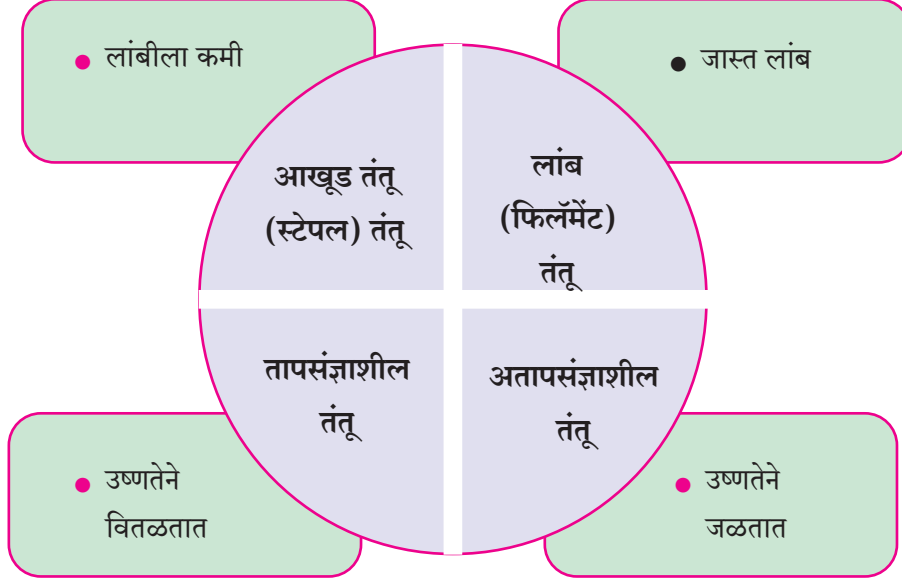 ● लांबीला कमी
● जास्त लांब
आखूड तंतू
(स्टेपल) तंतू
लांब
(फिलॅमेंट)
तंतू
तापसंज्ञाशील
तंतू
अतापसंज्ञाशील
तंतू
● उष्णतेने
वितळतात
● उष्णतेने
जळतात